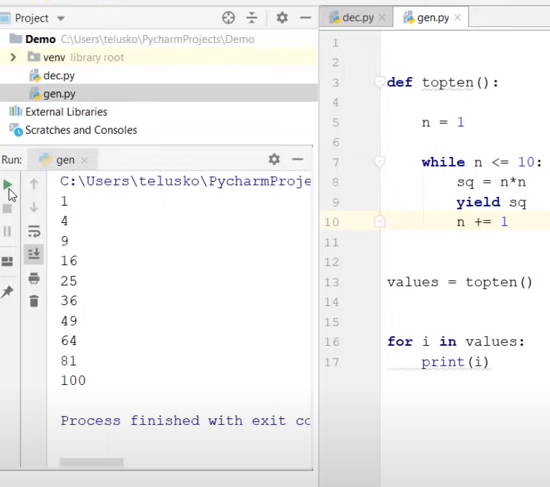 Project
Demo C:\Users\telusko\PycharmProjects\Demo
venv library root
dec.py
gen.py
External Libraries
Scratches and Consoles
Run: gen
C:\Users\telusko\PycharmProje
1
4
9
16
25
36
49
64
81
100
Process finished with exit co
dec.py gen.py
1
2
3 def topten():
4
5 n = 1
6
7 while n <= 10:
8 sq = n*n
9 yield sq
10 n += 1
11
12
13 values = topten()
14
15
16 for i in values:
17 print(i)